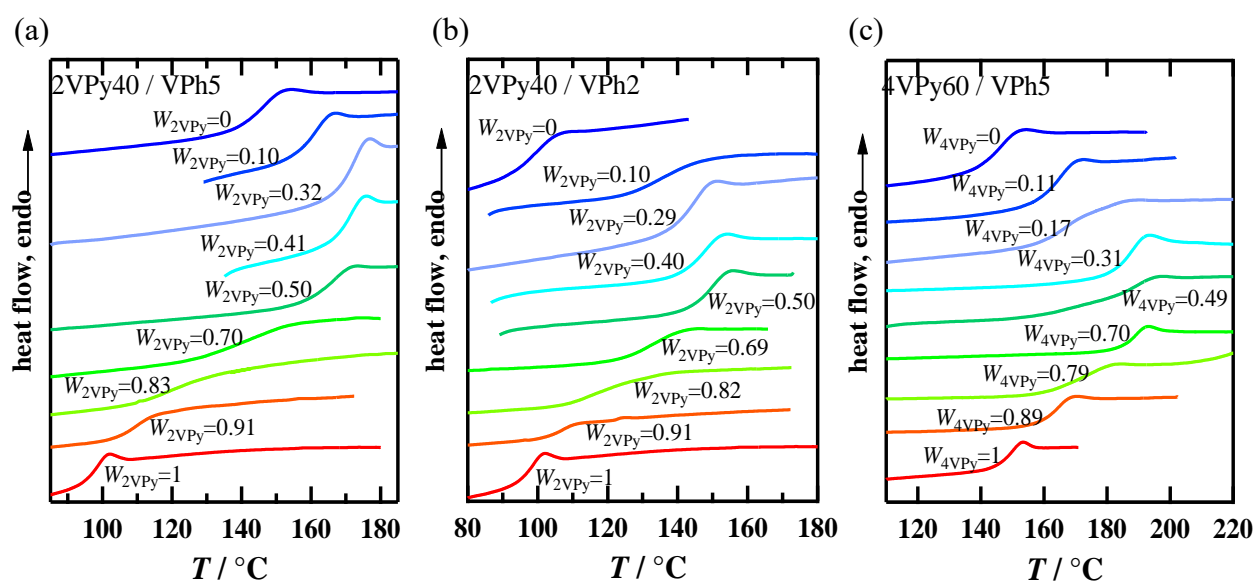 (a)
2VPy40 / VPh5
W2VPy=0
W2VPy=0.10
W2VPy=0.32
W2VPy=0.41
W2VPy=0.50
W2VPy=0.70
W2VPy=0.83
W2VPy=0.91
W2VPy=1
heat flow, endo
100 120 140 160 180
T / °C
(b)
2VPy40 / VPh2
W2VPy=0
W2VPy=0.10
W2VPy=0.29
W2VPy=0.40
W2VPy=0.50
W2VPy=0.69
W2VPy=0.82
W2VPy=0.91
W2VPy=1
heat flow, endo
80 100 120 140 160 180
T / °C
(c)
4VPy60 / VPh5
W4VPy=0
W4VPy=0.11
W4VPy=0.17
W4VPy=0.31
W4VPy=0.49
W4VPy=0.70
W4VPy=0.79
W4VPy=0.89
W4VPy=1
heat flow, endo
120 140 160 180 200 220
T / °C